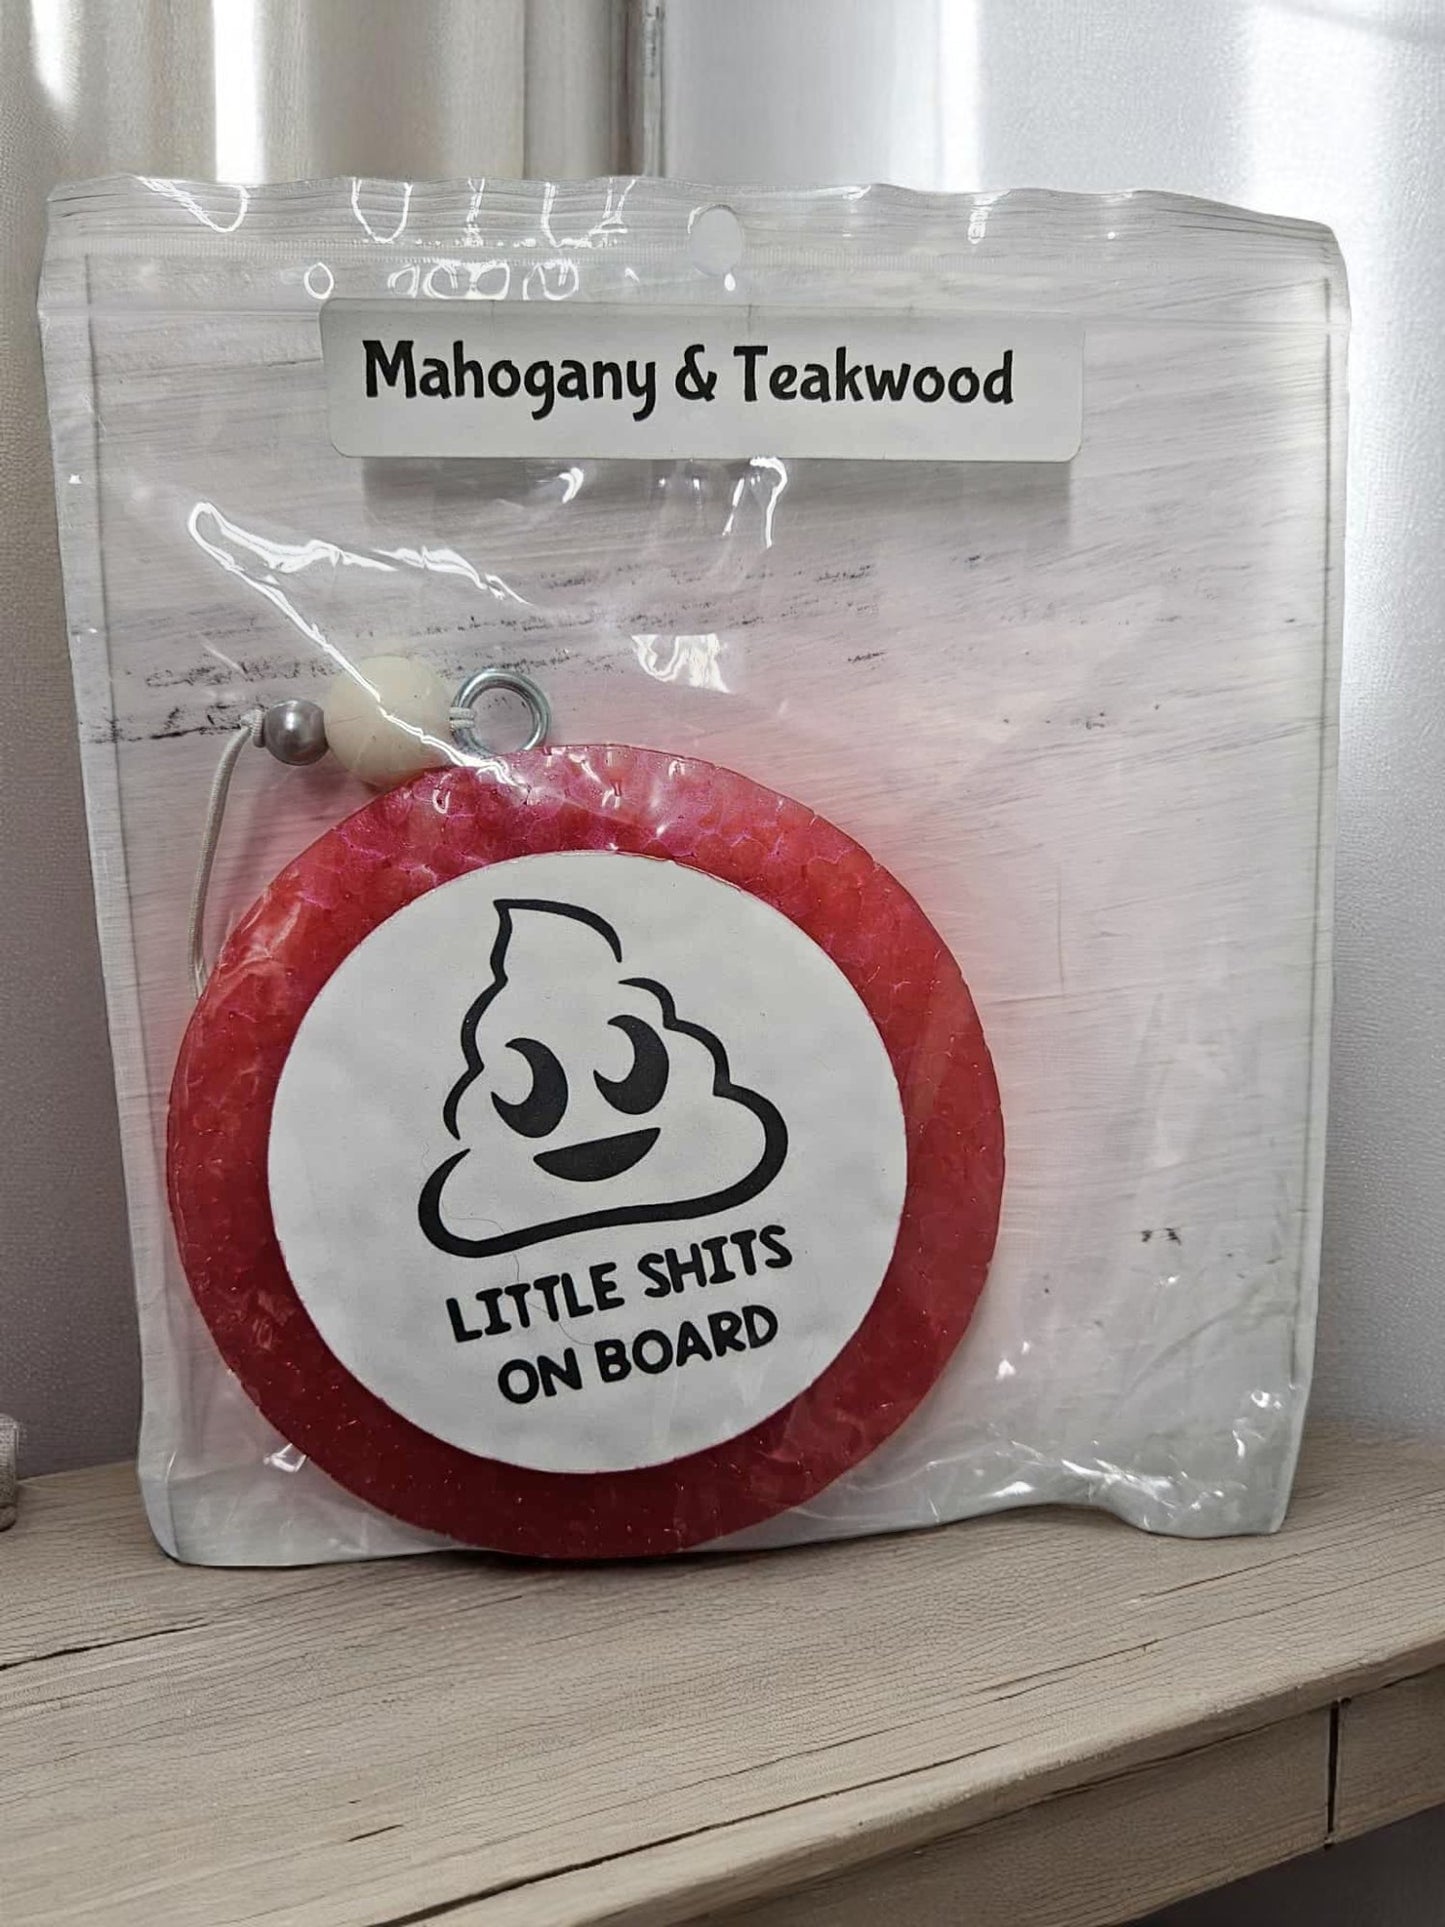 Mahogany & Teakwood
LITTLE SHITS
ON BOARD